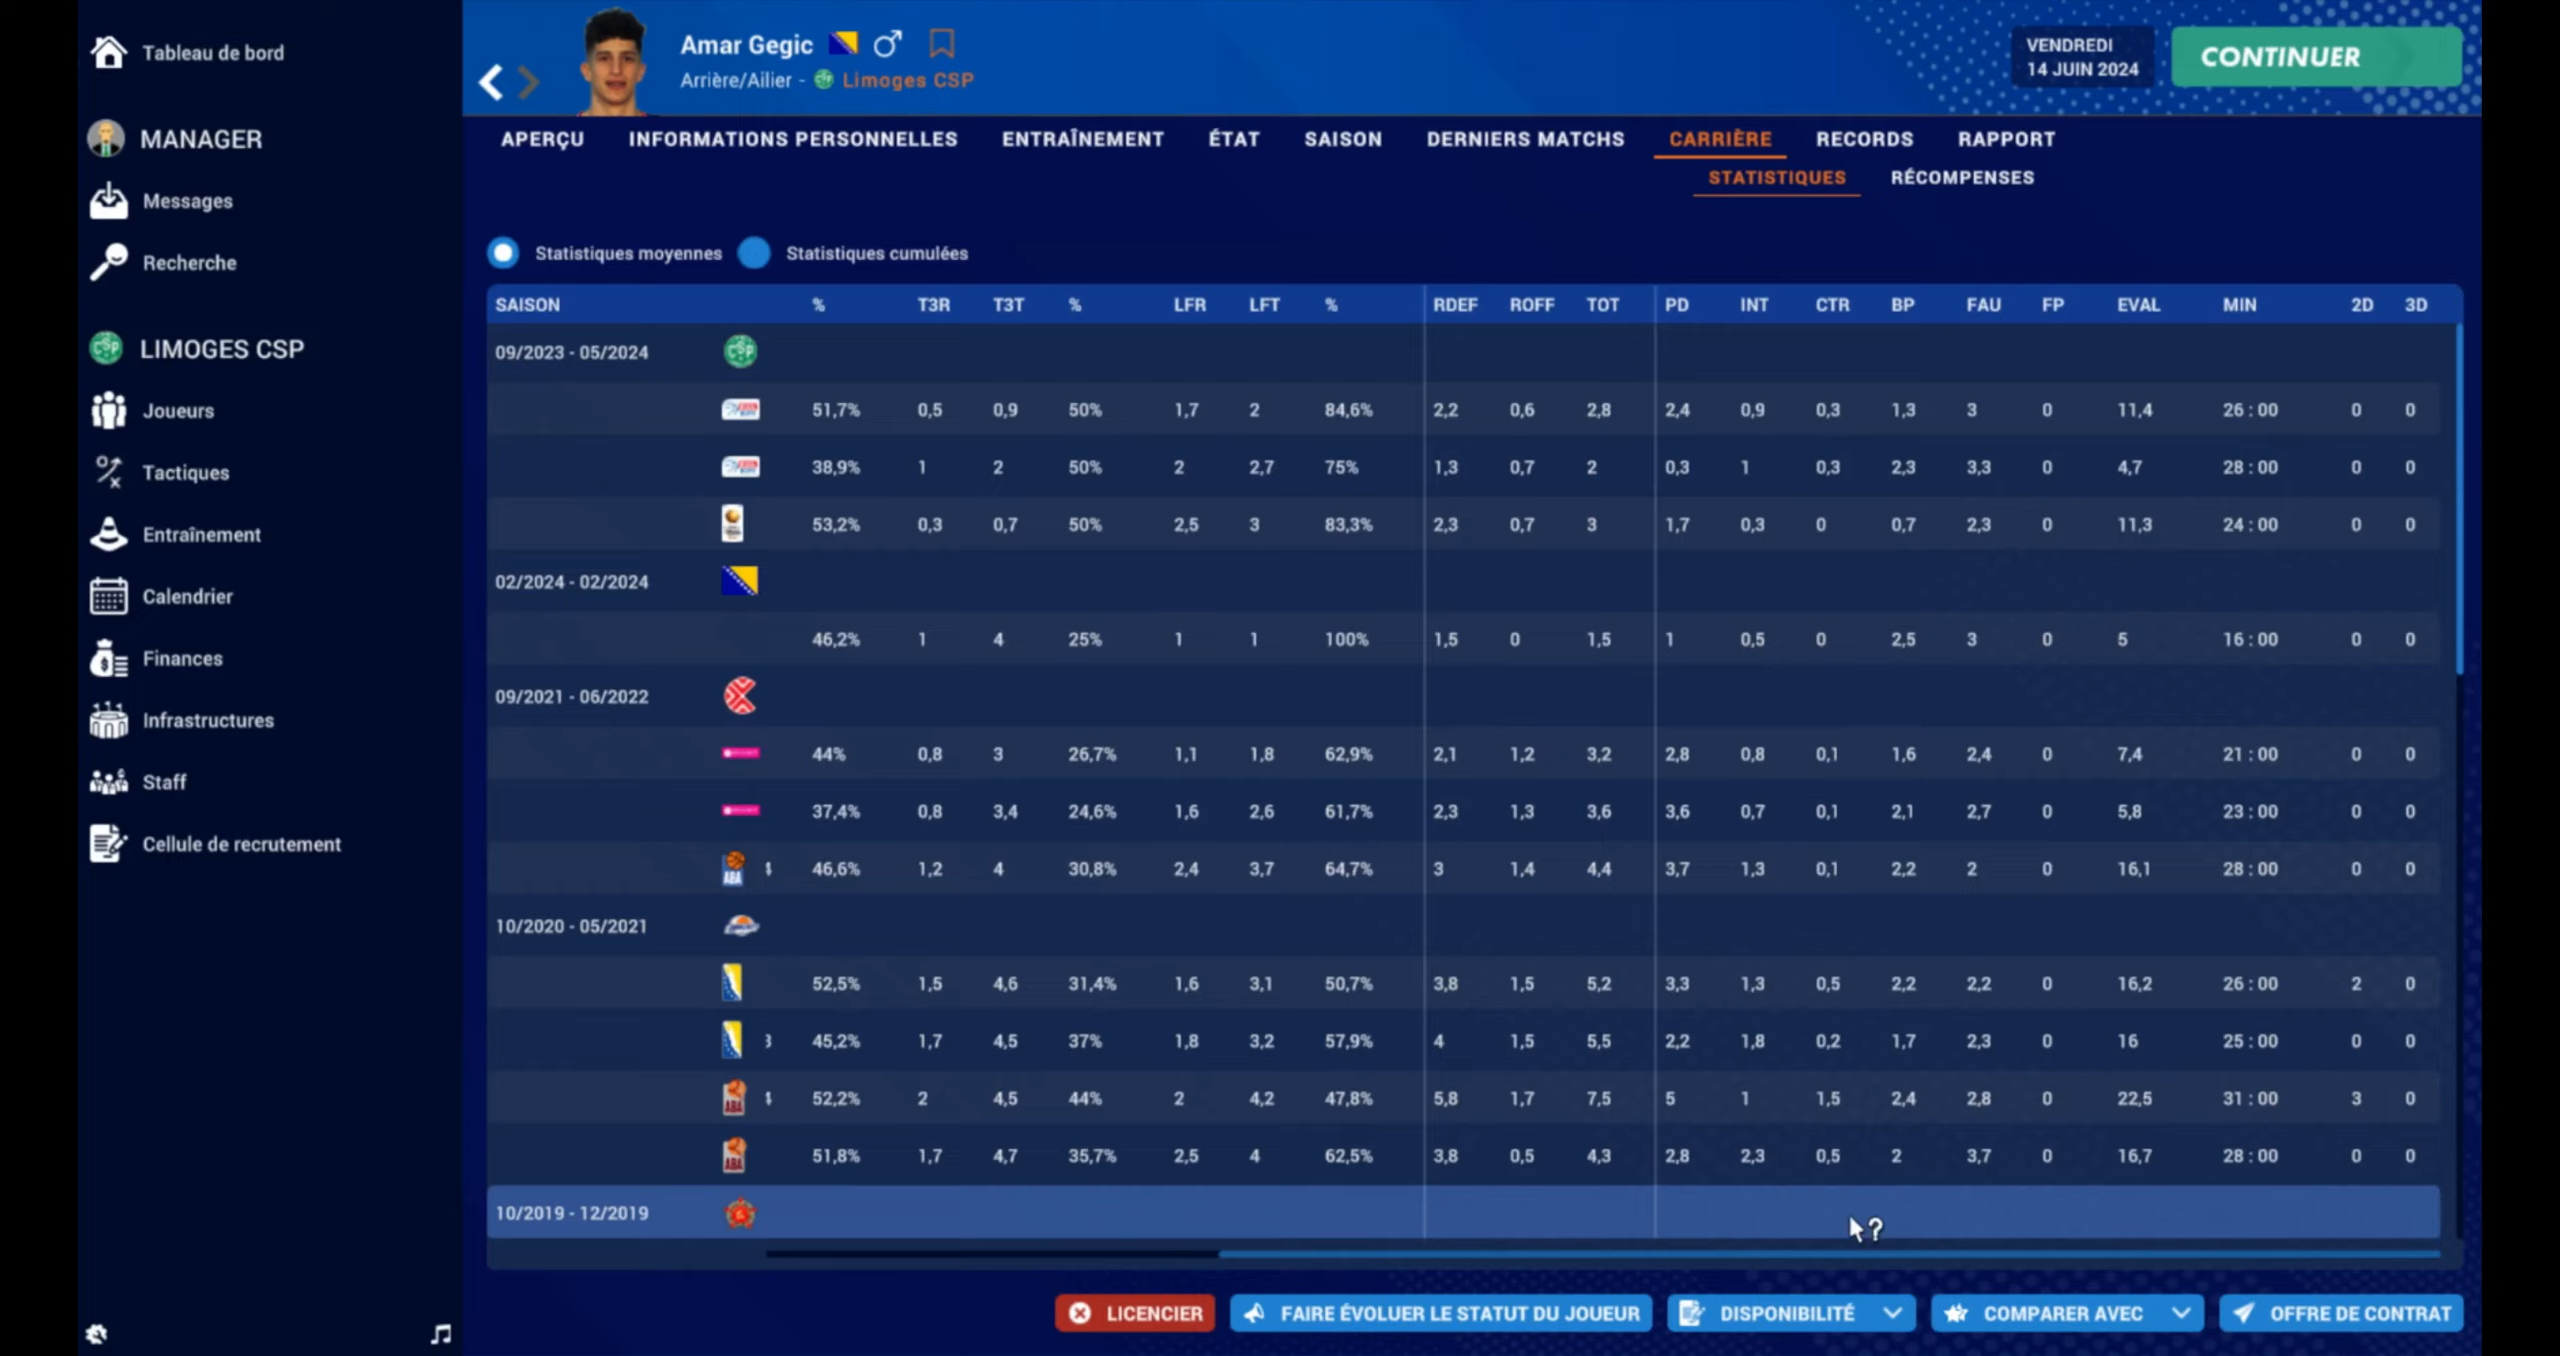 Tableau de bord
MANAGER
Messages
Recherche
LIMOGES CSP
Joueurs
Tactiques
Entraînement
Calendrier
Finances
Infrastructures
Staff
Cellule de recrutement
Amar Gegic
Arrière/Ailier - Limoges CSP
VENDREDI
14 JUIN 2024
CONTINUER
APERÇU INFORMATIONS PERSONNELLES ENTRAÎNEMENT ÉTAT SAISON DERNIERS MATCHS CARRIÈRE RECORDS RAPPORT
STATISTIQUES RÉCOMPENSES
Statistiques moyennes Statistiques cumulées
SAISON % T3R T3T % LFR LFT % RDEF ROFF TOT PD INT CTR BP FAU FP EVAL MIN 2D 3D
09/2023 - 05/2024 CSP
51,7% 0,5 0,9 50% 1,7 2 84,6% 2,2 0,6 2,8 2,4 0,9 0,3 1,3 3 0 11,4 26:00 0 0
38,9% 1 2 50% 2 2,7 75% 1,3 0,7 2 0,3 1 0,3 2,3 3,3 0 4,7 28:00 0 0
53,2% 0,3 0,7 50% 2,5 3 83,3% 2,3 0,7 3 1,7 0,3 0 0,7 2,3 0 11,3 24:00 0 0
02/2024 - 02/2024
46,2% 1 4 25% 1 1 100% 1,5 0 1,5 1 0,5 0 2,5 3 0 5 16:00 0 0
09/2021 - 06/2022
44% 0,8 3 26,7% 1,1 1,8 62,9% 2,1 1,2 3,2 2,8 0,8 0,1 1,6 2,4 0 7,4 21:00 0 0
37,4% 0,8 3,4 24,6% 1,6 2,6 61,7% 2,3 1,3 3,6 3,6 0,7 0,1 2,1 2,7 0 5,8 23:00 0 0
ABA 46,6% 1,2 4 30,8% 2,4 3,7 64,7% 3 1,4 4,4 3,7 1,3 0,1 2,2 2 0 16,1 28:00 0 0
10/2020 - 05/2021
52,5% 1,5 4,6 31,4% 1,6 3,1 50,7% 3,8 1,5 5,2 3,3 1,3 0,5 2,2 2,2 0 16,2 26:00 2 0
45,2% 1,7 4,5 37% 1,8 3,2 57,9% 4 1,5 5,5 2,2 1,8 0,2 1,7 2,3 0 16 25:00 0 0
ABA 52,2% 2 4,5 44% 2 4,2 47,8% 5,8 1,7 7,5 5 1 1,5 2,4 2,8 0 22,5 31:00 3 0
ABA 51,8% 1,7 4,7 35,7% 2,5 4 62,5% 3,8 0,5 4,3 2,8 2,3 0,5 2 3,7 0 16,7 28:00 0 0
10/2019 - 12/2019
LICENCIER FAIRE ÉVOLUER LE STATUT DU JOUEUR DISPONIBILITÉ COMPARER AVEC OFFRE DE CONTRAT